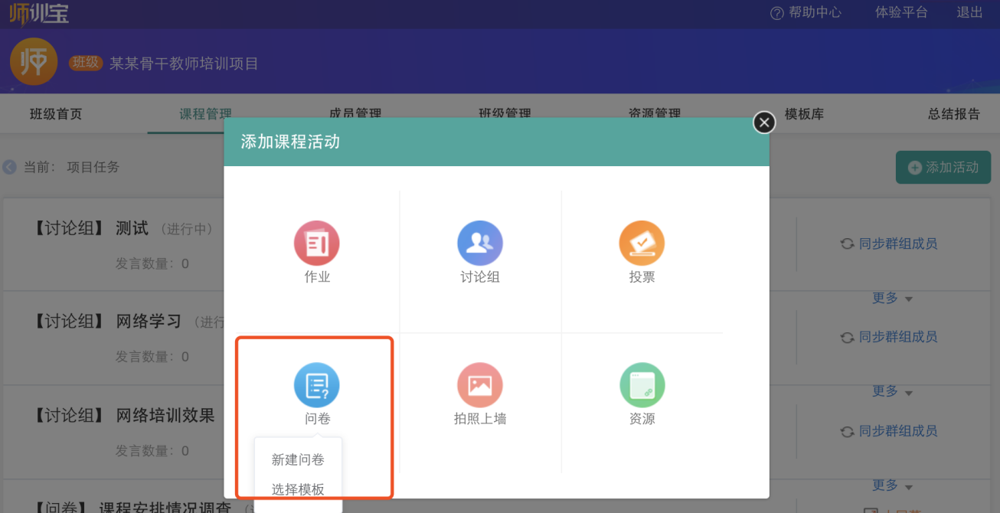 师训宝
帮助中心 体验平台 退出
师 班级 某某骨干教师培训项目
班级首页 课程管理 成员管理 班级管理 资源管理 模板库 总结报告
添加课程活动
当前： 项目任务
添加活动
【讨论组】 测试 （进行中）
同步群组成员
发言数量：0
作业 讨论组 投票
更多
【讨论组】 网络学习 （进行
同步群组成员
发言数量：0
更多
【讨论组】 网络培训效果
问卷 拍照上墙 资源
同步群组成员
发言数量：0
新建问卷
选择模板
更多
【问卷】 课程安排情况调查